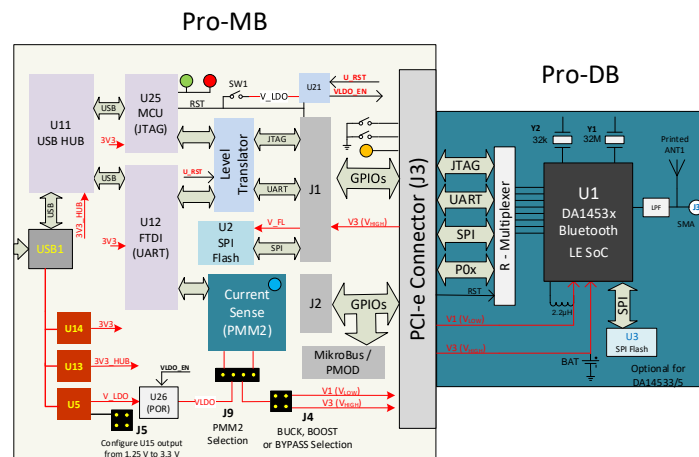 Pro-MB
Pro-DB
U11
USB HUB
USB
U25
MCU
(JTAG)
RST
SW1
V_LDO
U21
U_RST
VLDO_EN
3V3
USB
U_RST
Level
Translator
JTAG
UART
J1
GPIOs
U12
FTDI
(UART)
3V3
USB
3V3_HUB
USB1
U2
SPI
Flash
V_FL
SPI
V3 (VHIGH)
Current
Sense
(PMM2)
J2
GPIOs
MikroBus /
PMOD
U14
3V3
U13
3V3_HUB
U5
V_LDO
VLDO_EN
U26
(POR)
VLDO
J5
Configure U15 output
from 1.25 V to 3.3 V
J9
PMM2
Selection
J4
BUCK, BOOST
or BYPASS Selection
V1 (VLOW)
V3 (VHIGH)
PCI-e Connector (J3)
JTAG
UART
SPI
P0x
RST
R - Multiplexer
Y2
32k
Y1
32M
Printed
ANT1
U1
DA1453x
Bluetooth
LE SoC
LPF
J3
SMA
2.2µH
SPI
V3 (VHIGH)
BAT
U3
SPI Flash
Optional for
DA14533/5